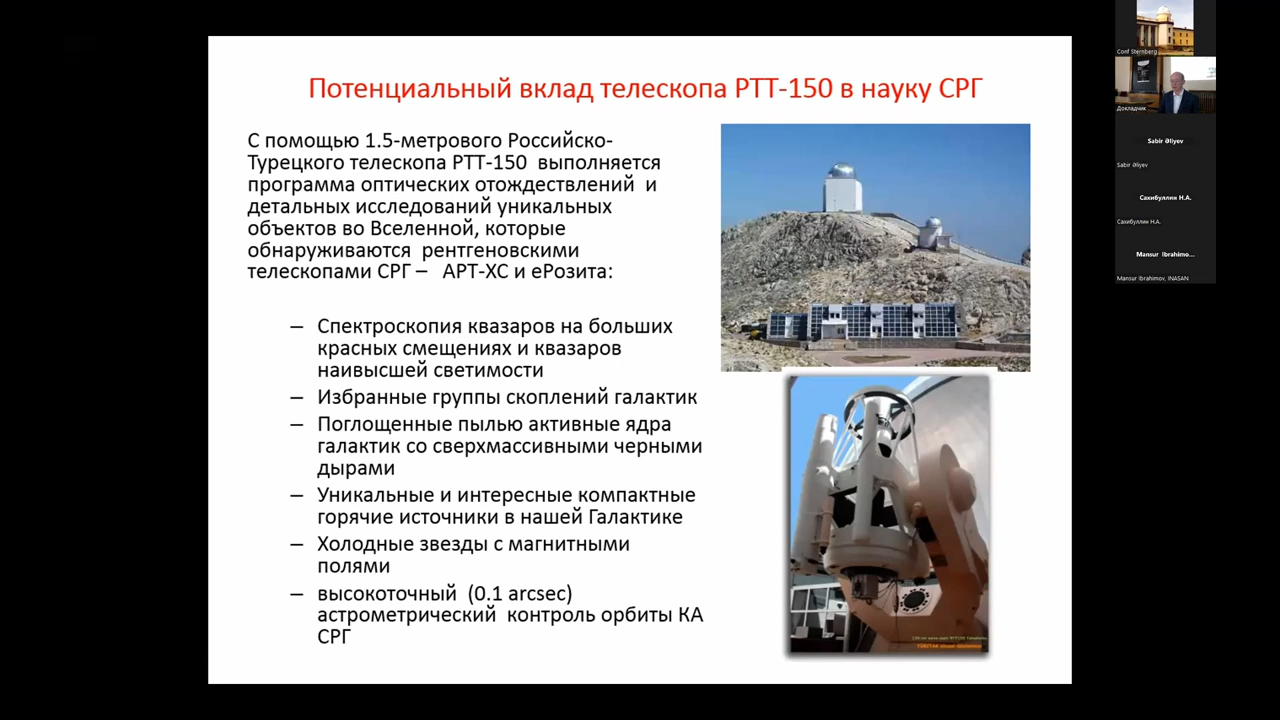 Потенциальный вклад телескопа РТТ-150 в науку СРГ
С помощью 1.5-метрового Российско-
Турецкого телескопа РТТ-150 выполняется
программа оптических отождествлений и
детальных исследований уникальных
объектов во Вселенной, которые
обнаруживаются рентгеновскими
телескопами СРГ – АРТ-ХС и еРозита:
– Спектроскопия квазаров на больших
красных смещениях и квазаров
наивысшей светимости
– Избранные группы скоплений галактик
– Поглощенные пылью активные ядра
галактик со сверхмассивными черными
дырами
– Уникальные и интересные компактные
горячие источники в нашей Галактике
– Холодные звезды с магнитными
полями
– высокоточный (0.1 arcsec)
астрометрический контроль орбиты КА
СРГ
Conf Sternberg
Докладчик
Sabir Əliyev
Sabir Əliyev
Сахибуллин Н.А.
Сахибуллин Н.А.
Mansur Ibrahimo...
Mansur Ibrahimov, INASAN